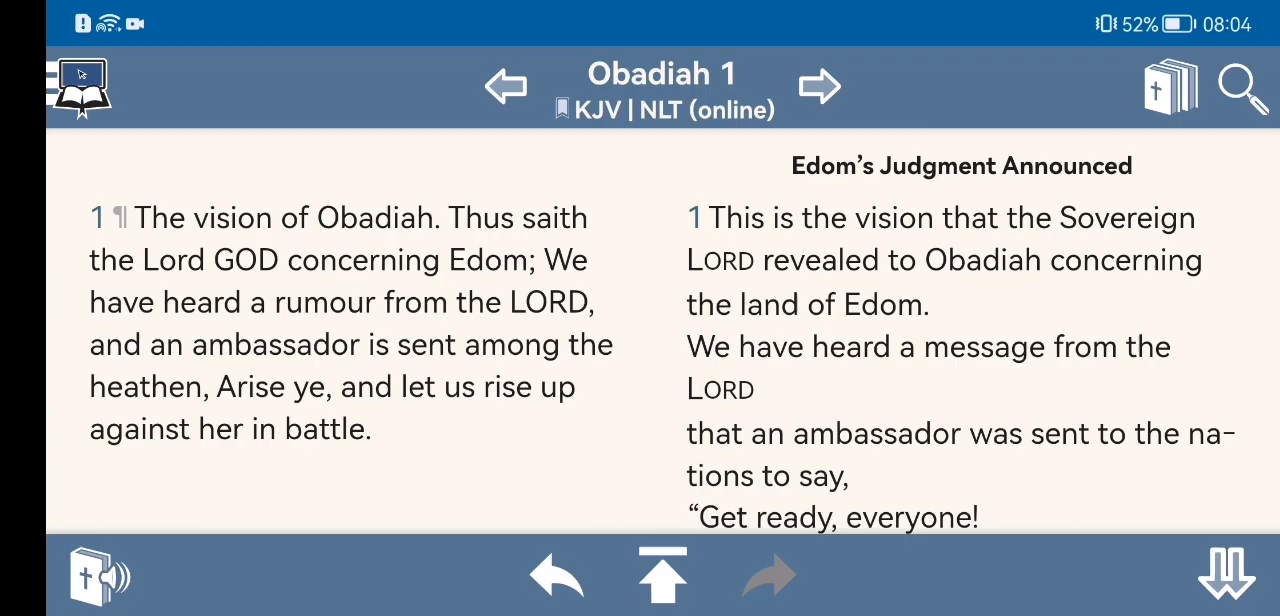 52% 08:04
Obadiah 1
KJV | NLT (online)
1 ¶ The vision of Obadiah. Thus saith
the Lord GOD concerning Edom; We
have heard a rumour from the LORD,
and an ambassador is sent among the
heathen, Arise ye, and let us rise up
against her in battle.
Edom’s Judgment Announced
1 This is the vision that the Sovereign
LORD revealed to Obadiah concerning
the land of Edom.
We have heard a message from the
LORD
that an ambassador was sent to the na-
tions to say,
“Get ready, everyone!